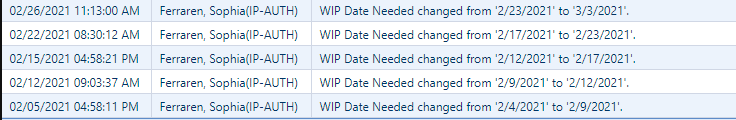 02/26/2021 11:13:00 AM Ferraren, Sophia(IP-AUTH) WIP Date Needed changed from '2/23/2021' to '3/3/2021'.
02/22/2021 08:30:12 AM Ferraren, Sophia(IP-AUTH) WIP Date Needed changed from '2/17/2021' to '2/23/2021'.
02/15/2021 04:58:21 PM Ferraren, Sophia(IP-AUTH) WIP Date Needed changed from '2/12/2021' to '2/17/2021'.
02/12/2021 09:03:37 AM Ferraren, Sophia(IP-AUTH) WIP Date Needed changed from '2/9/2021' to '2/12/2021'.
02/05/2021 04:58:11 PM Ferraren, Sophia(IP-AUTH) WIP Date Needed changed from '2/4/2021' to '2/9/2021'.